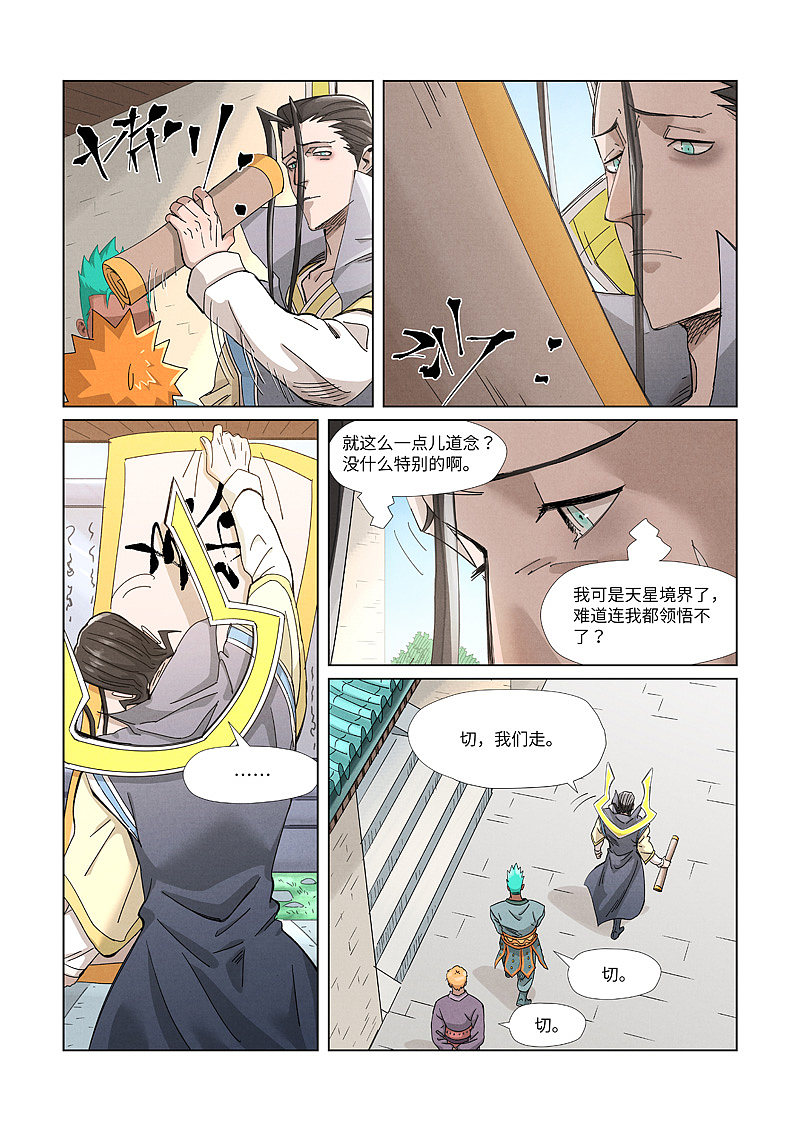 就这么一点儿道念？
没什么特别的啊。
我可是天星境界了，
难道连我都领悟不
了？
……
切，我们走。
切。
切。